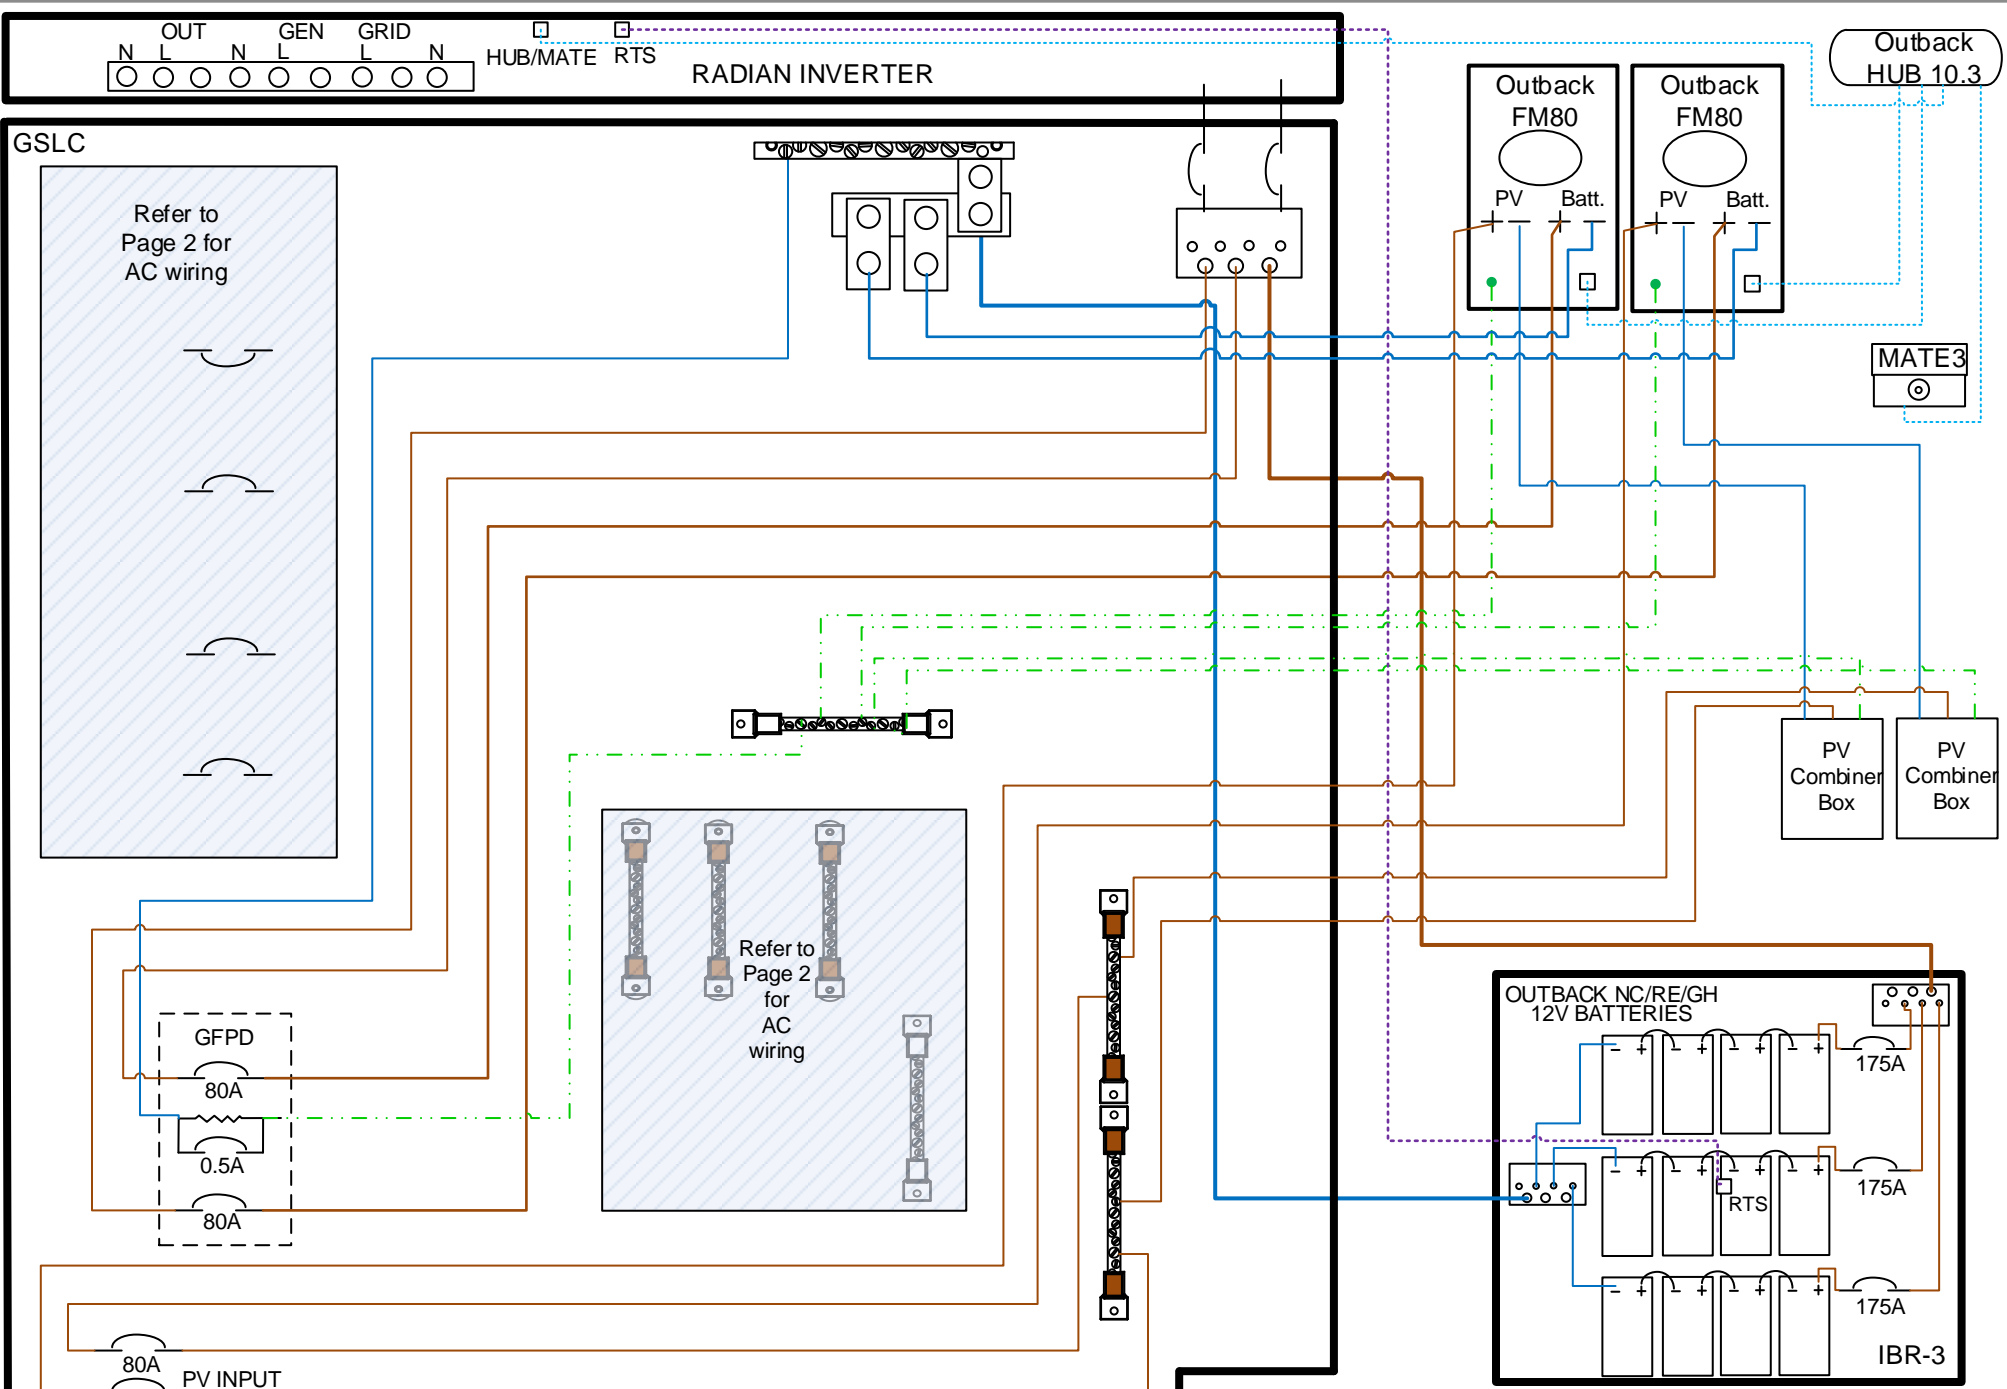 OUT
GEN
GRID
N L N L L N
HUB/MATE
RTS
RADIAN INVERTER
Outback
HUB 10.3
Outback
FM80
PV
Batt.
Outback
FM80
PV
Batt.
MATE3
GSLC
Refer to
Page 2 for
AC wiring
PV
Combiner
Box
PV
Combiner
Box
Refer to
Page 2
for
AC
wiring
GFPD
80A
0.5A
80A
80A
PV INPUT
OUTBACK NC/RE/GH
12V BATTERIES
- + - + - + - +
175A
- + - + - + - +
175A
RTS
- + - + - + - +
175A
IBR-3